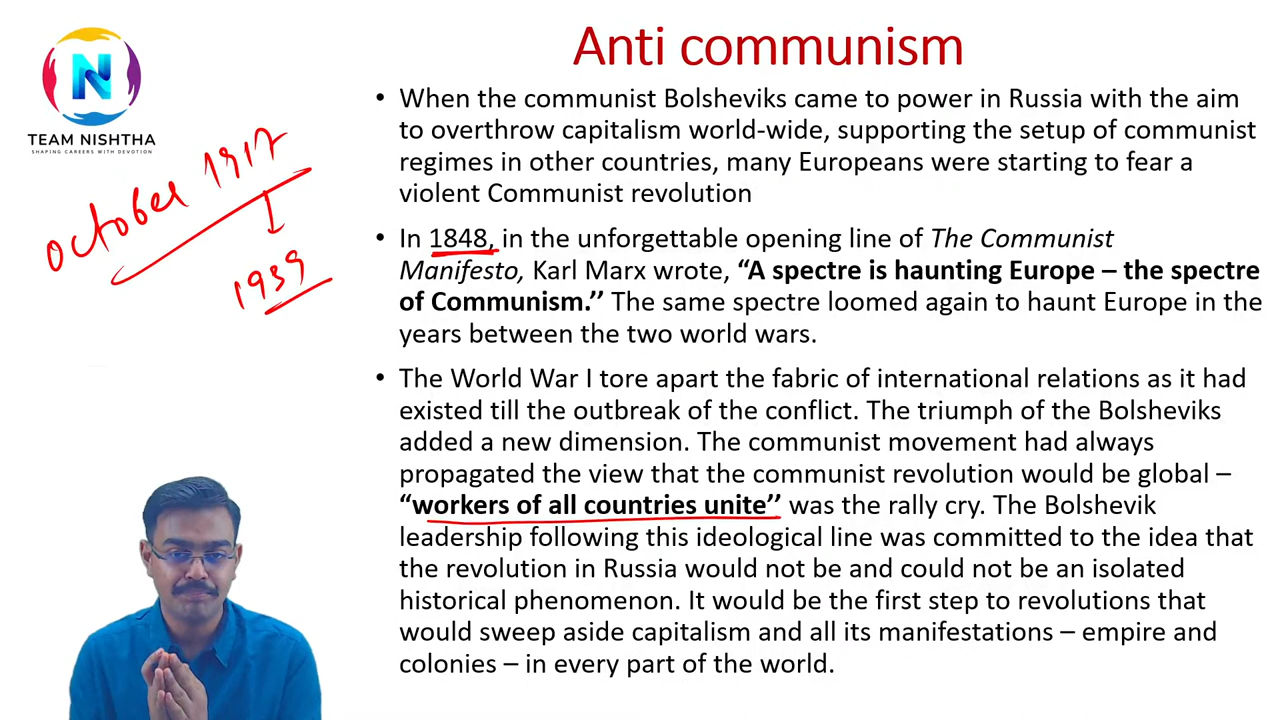 Anti communism
N
TEAM NISHTHA
SHAPING CAREERS WITH DEVOTION
October 1917
1939
• When the communist Bolsheviks came to power in Russia with the aim
to overthrow capitalism world-wide, supporting the setup of communist
regimes in other countries, many Europeans were starting to fear a
violent Communist revolution
• In 1848, in the unforgettable opening line of The Communist
Manifesto, Karl Marx wrote, “A spectre is haunting Europe – the spectre
of Communism.’’ The same spectre loomed again to haunt Europe in the
years between the two world wars.
• The World War I tore apart the fabric of international relations as it had
existed till the outbreak of the conflict. The triumph of the Bolsheviks
added a new dimension. The communist movement had always
propagated the view that the communist revolution would be global –
“workers of all countries unite’’ was the rally cry. The Bolshevik
leadership following this ideological line was committed to the idea that
the revolution in Russia would not be and could not be an isolated
historical phenomenon. It would be the first step to revolutions that
would sweep aside capitalism and all its manifestations – empire and
colonies – in every part of the world.